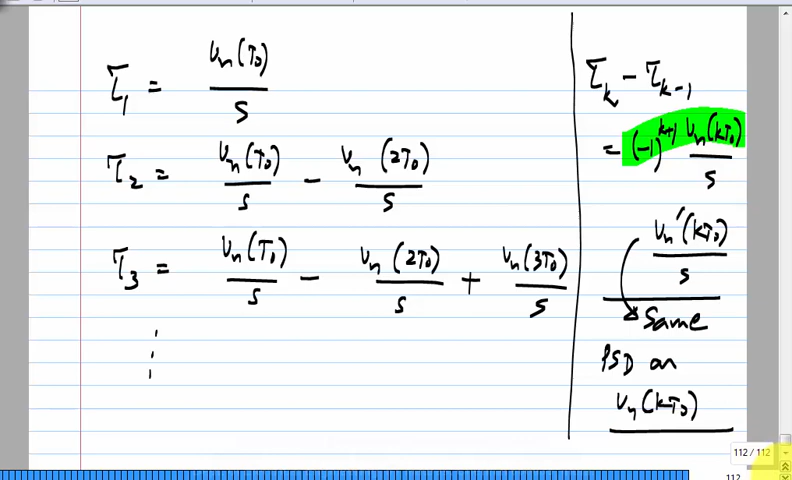 τ₁ = vₙ(T₀)/s
τ₂ = vₙ(T₀)/s − vₙ(2T₀)/s
τ₃ = vₙ(T₀)/s − vₙ(2T₀)/s + vₙ(3T₀)/s
⋮
τₖ − τₖ₋₁
= (−1)^(k+1) vₙ(kT₀)/s
vₙ′(kT₀)/s
Same
PSD as
vₙ(kT₀)
112 / 112
112